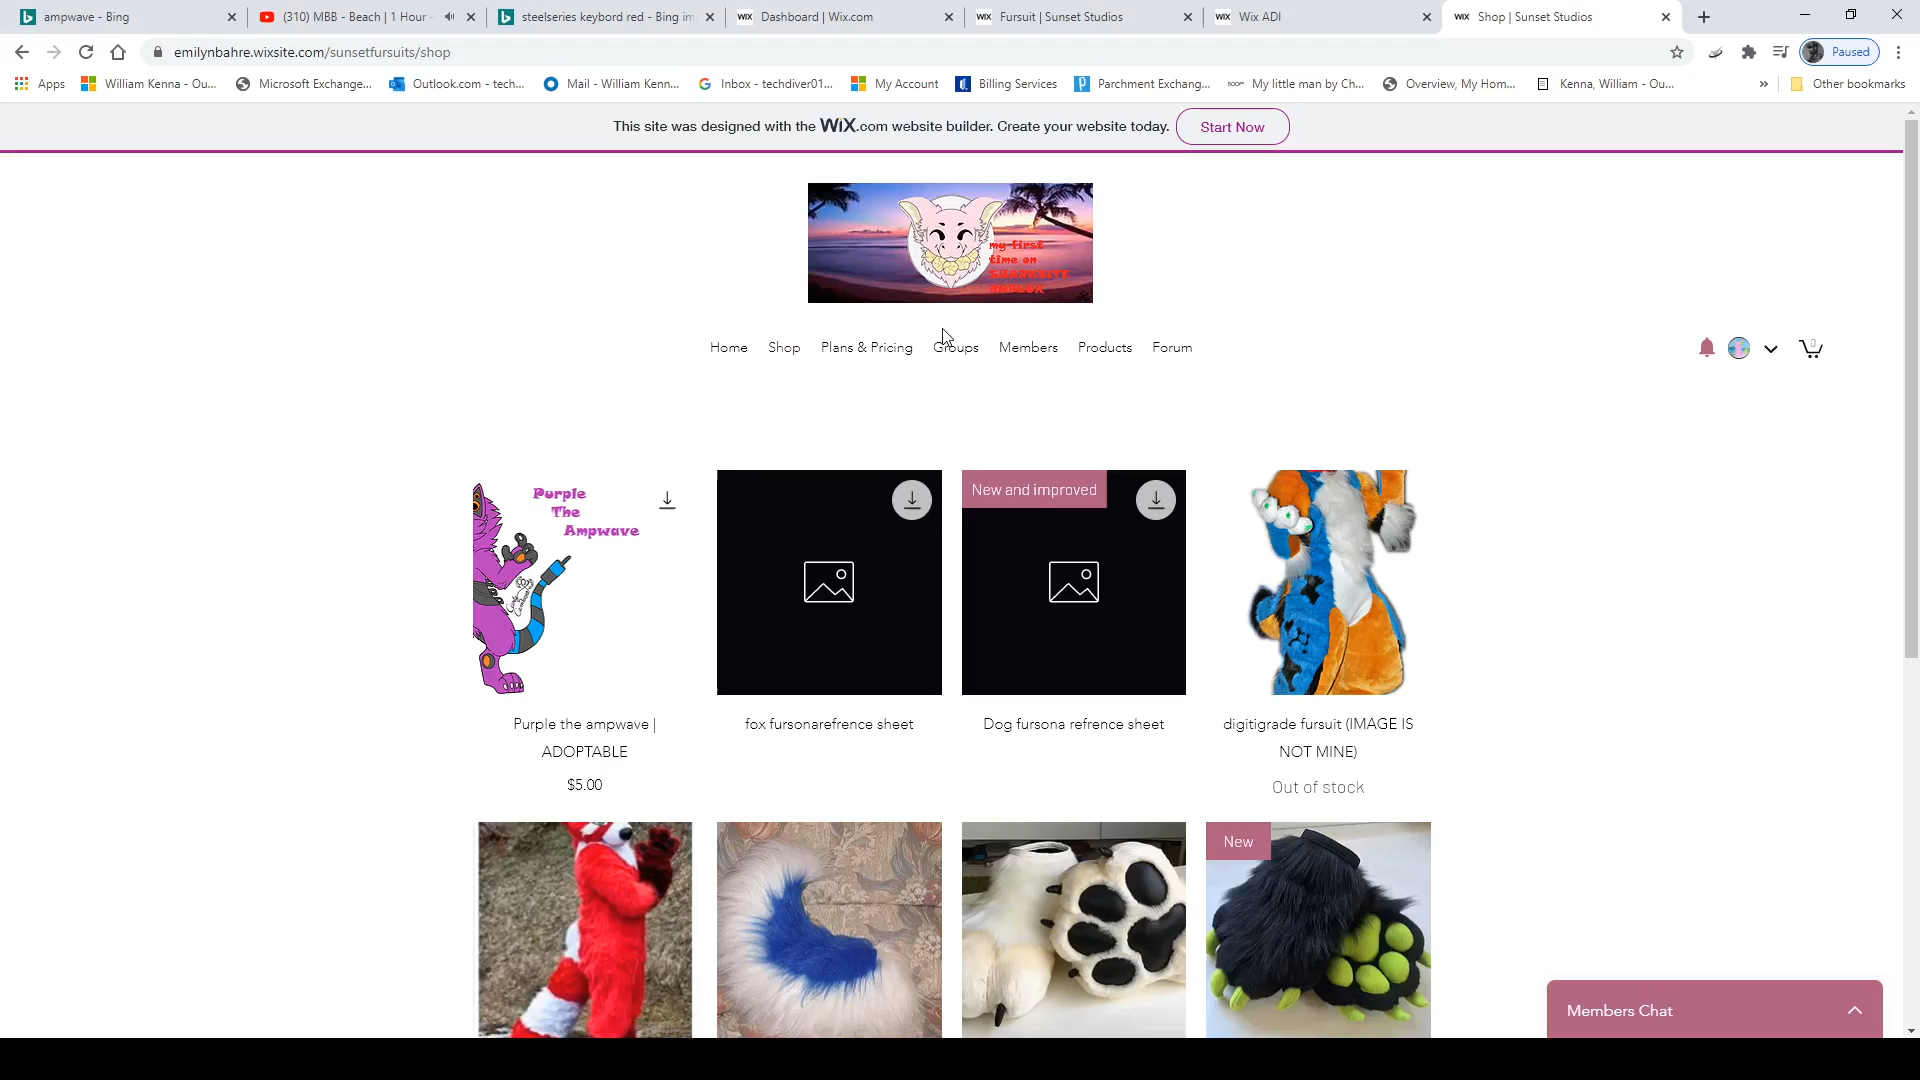 ampwave - Bing
(310) MBB - Beach | 1 Hour
steelseries keybord red - Bing im
WIX Dashboard | Wix.com
WIX Fursuit | Sunset Studios
WIX Wix ADI
WIX Shop | Sunset Studios
emilynbahre.wixsite.com/sunsetfursuits/shop
Paused
Apps
William Kenna - Ou...
Microsoft Exchange...
Outlook.com - tech...
Mail - William Kenn...
Inbox - techdiver01...
My Account
Billing Services
Parchment Exchang...
My little man by Ch...
Overview, My Hom...
Kenna, William - Ou...
»
Other bookmarks
This site was designed with the WiX.com website builder. Create your website today.
Start Now
my first
time on
Home
Shop
Plans & Pricing
Groups
Members
Products
Forum
0
Purple
The
Ampwave
New and improved
Purple the ampwave |
ADOPTABLE
$5.00
fox fursonarefrence sheet
Dog fursona refrence sheet
digitigrade fursuit (IMAGE IS
NOT MINE)
Out of stock
New
Members Chat